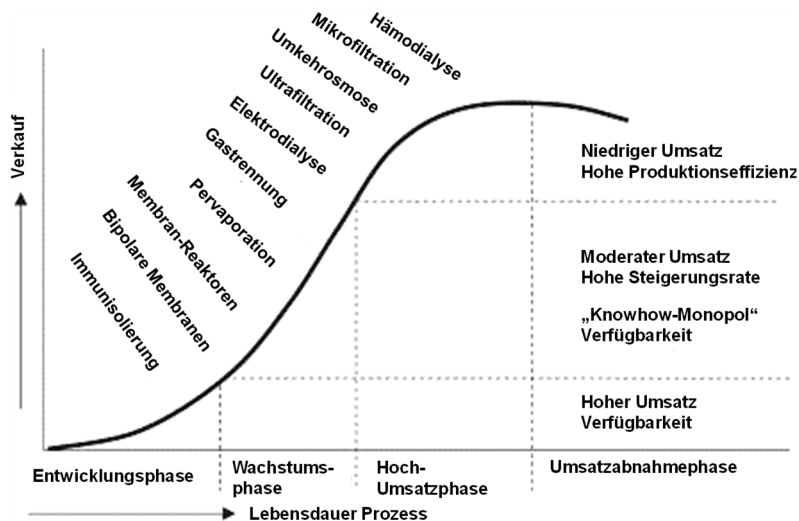 Verkauf
Hämodialyse
Mikrofiltration
Umkehrosmose
Ultrafiltration
Elektrodialyse
Gastrennung
Pervaporation
Membran-Reaktoren
Bipolare Membranen
Immunisolierung
Niedriger Umsatz
Hohe Produktionseffizienz
Moderater Umsatz
Hohe Steigerungsrate
„Knowhow-Monopol“
Verfügbarkeit
Hoher Umsatz
Verfügbarkeit
Entwicklungsphase
Wachstums-
phase
Hoch-
Umsatzphase
Umsatzabnahmephase
Lebensdauer Prozess